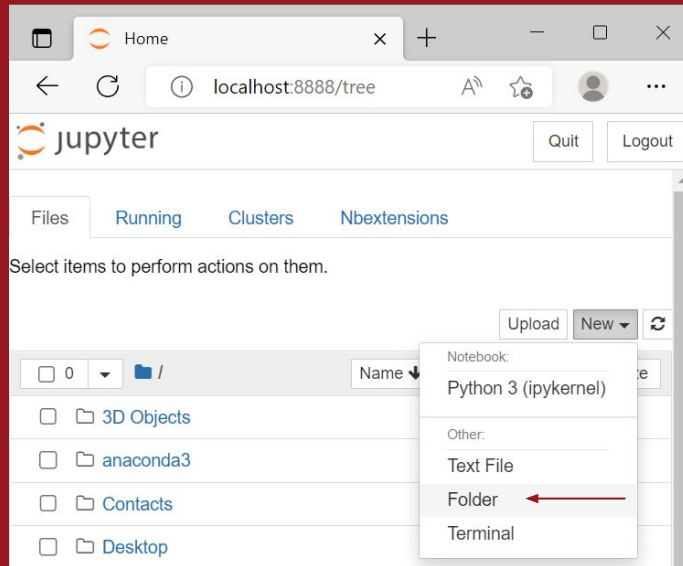 Home
localhost:8888/tree
jupyter
Quit Logout
Files Running Clusters Nbextensions
Select items to perform actions on them.
Upload New
0 / Name
Notebook:
Python 3 (ipykernel)
3D Objects
Other:
anaconda3
Text File
Contacts
Folder
Desktop
Terminal